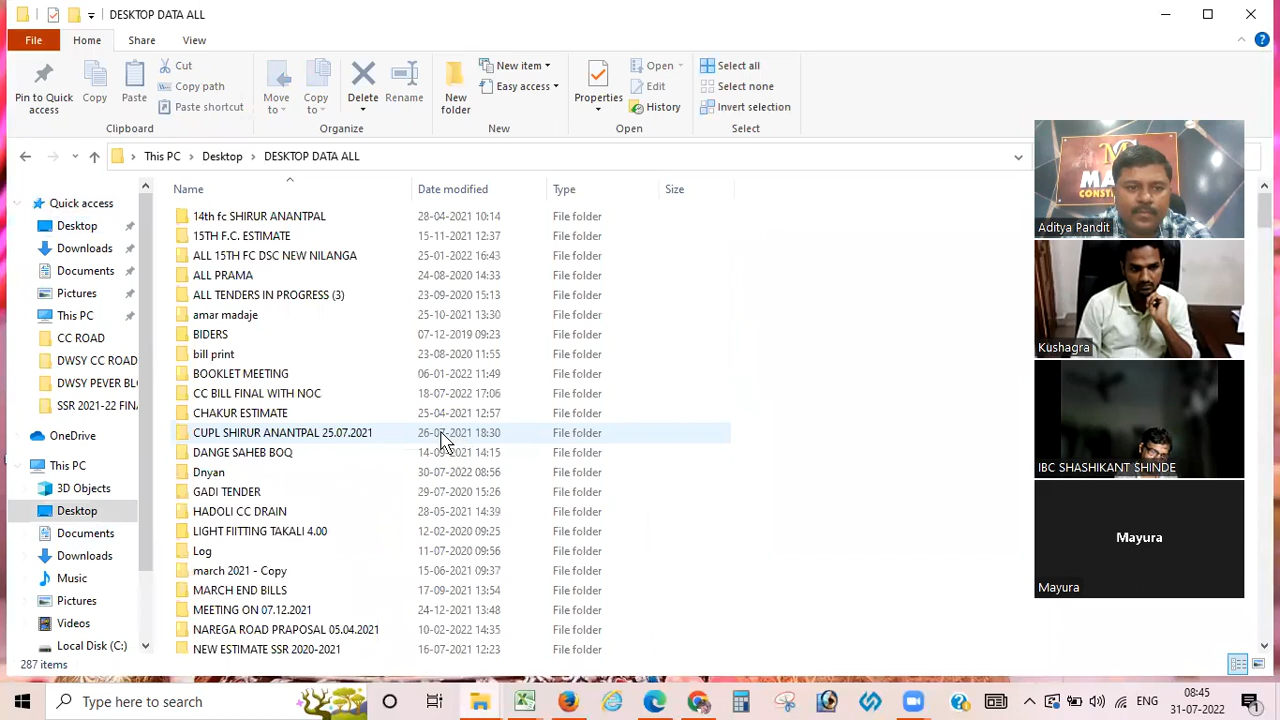 DESKTOP DATA ALL
File Home Share View
Pin to Quick access
Copy
Paste
Cut
Copy path
Paste shortcut
Clipboard
Move to
Copy to
Delete
Rename
Organize
New folder
New item
Easy access
New
Properties
Open
Edit
History
Open
Select all
Select none
Invert selection
Select
This PC > Desktop > DESKTOP DATA ALL
Quick access
Desktop
Downloads
Documents
Pictures
This PC
CC ROAD
DWSY CC ROAD
DWSY PEVER BL
SSR 2021-22 FIN
OneDrive
This PC
3D Objects
Desktop
Documents
Downloads
Music
Pictures
Videos
Local Disk (C:)
Name Date modified Type Size
14th fc SHIRUR ANANTPAL 28-04-2021 10:14 File folder
15TH F.C. ESTIMATE 15-11-2021 12:37 File folder
ALL 15TH FC DSC NEW NILANGA 25-01-2022 16:43 File folder
ALL PRAMA 24-08-2020 14:33 File folder
ALL TENDERS IN PROGRESS (3) 23-09-2020 15:13 File folder
amar madaje 25-10-2021 13:30 File folder
BIDERS 07-12-2019 09:23 File folder
bill print 23-08-2020 11:55 File folder
BOOKLET MEETING 06-01-2022 11:49 File folder
CC BILL FINAL WITH NOC 18-07-2022 17:06 File folder
CHAKUR ESTIMATE 25-04-2021 12:57 File folder
CUPL SHIRUR ANANTPAL 25.07.2021 26-07-2021 18:30 File folder
DANGE SAHEB BOQ 2021 14:15 File folder
Dnyan 30-07-2022 08:56 File folder
GADI TENDER 29-07-2020 15:26 File folder
HADOLI CC DRAIN 28-05-2021 14:39 File folder
LIGHT FIITTING TAKALI 4.00 12-02-2020 09:25 File folder
Log 11-07-2020 09:56 File folder
march 2021 - Copy 15-06-2021 09:37 File folder
MARCH END BILLS 17-09-2021 13:54 File folder
MEETING ON 07.12.2021 24-12-2021 13:48 File folder
NAREGA ROAD PRAPOSAL 05.04.2021 10-02-2022 14:35 File folder
NEW ESTIMATE SSR 2020-2021 16-07-2021 12:23 File folder
287 items
Aditya Pandit
Kushagra
IBC SHASHIKANT SHINDE
Mayura
Mayura
Type here to search
ENG
08:45
31-07-2022